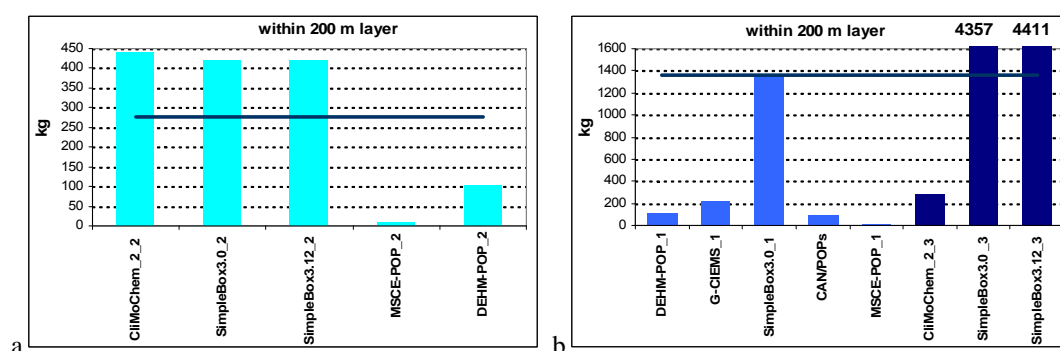 within 200 m layer
450
400
350
300
250
200
150
100
50
0
kg
CliMoChem_2_2
SimpleBox3.0_2
SimpleBox3.12_2
MSCE-POP_2
DEHM-POP_2
a
within 200 m layer 4357 4411
1600
1400
1200
1000
800
600
400
200
0
kg
DEHM-POP_1
G-CIEMS_1
SimpleBox3.0_1
CAN/POPs
MSCE-POP_1
CliMoChem_2_3
SimpleBox3.0 _3
SimpleBox3.12_3
b